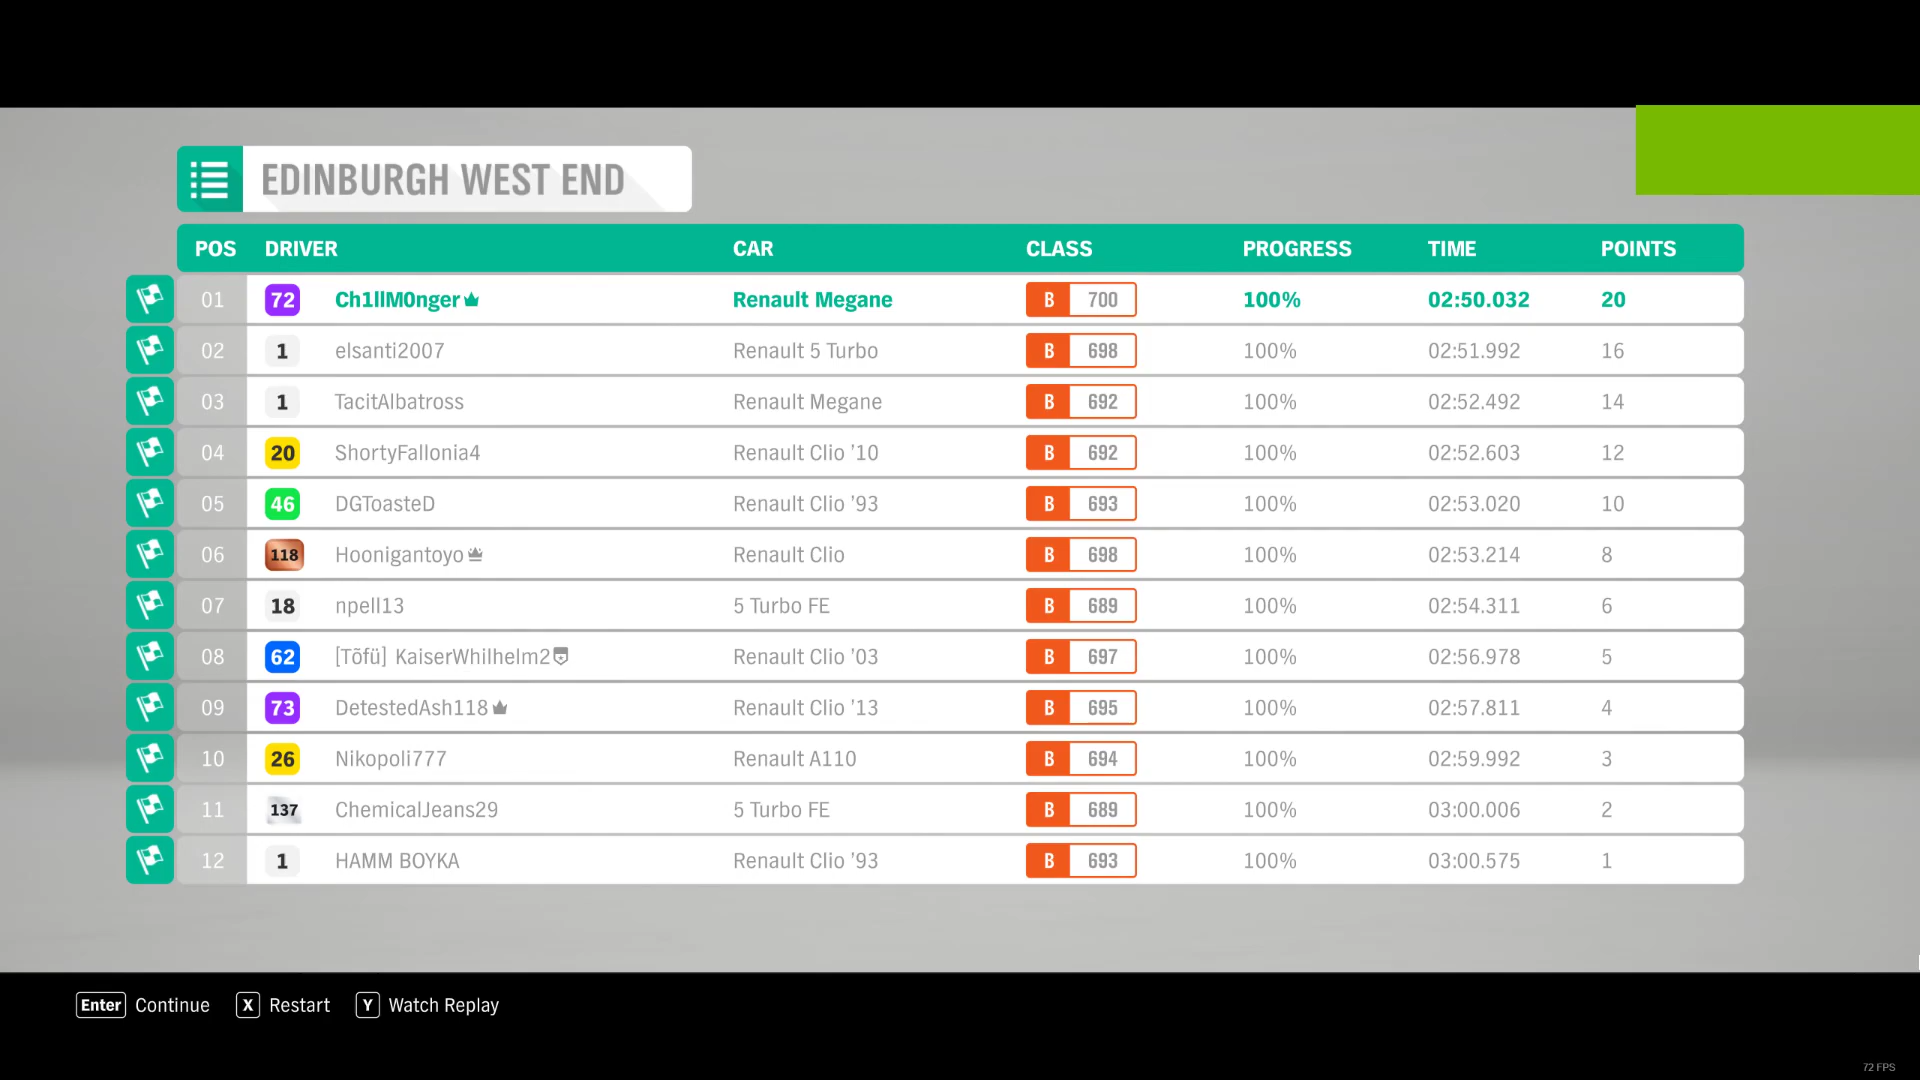 EDINBURGH WEST END
POS DRIVER CAR CLASS PROGRESS TIME POINTS
01 72 Ch1llM0nger Renault Megane B 700 100% 02:50.032 20
02 1 elsanti2007 Renault 5 Turbo B 698 100% 02:51.992 16
03 1 TacitAlbatross Renault Megane B 692 100% 02:52.492 14
04 20 ShortyFallonia4 Renault Clio ’10 B 692 100% 02:52.603 12
05 46 DGToasteD Renault Clio ’93 B 693 100% 02:53.020 10
06 118 Hoonigantoyo Renault Clio B 698 100% 02:53.214 8
07 18 npell13 5 Turbo FE B 689 100% 02:54.311 6
08 62 [Tõfü] KaiserWhilhelm2 Renault Clio ’03 B 697 100% 02:56.978 5
09 73 DetestedAsh118 Renault Clio ’13 B 695 100% 02:57.811 4
10 26 Nikopoli777 Renault A110 B 694 100% 02:59.992 3
11 137 ChemicalJeans29 5 Turbo FE B 689 100% 03:00.006 2
12 1 HAMM BOYKA Renault Clio ’93 B 693 100% 03:00.575 1
Enter Continue X Restart Y Watch Replay
72 FPS